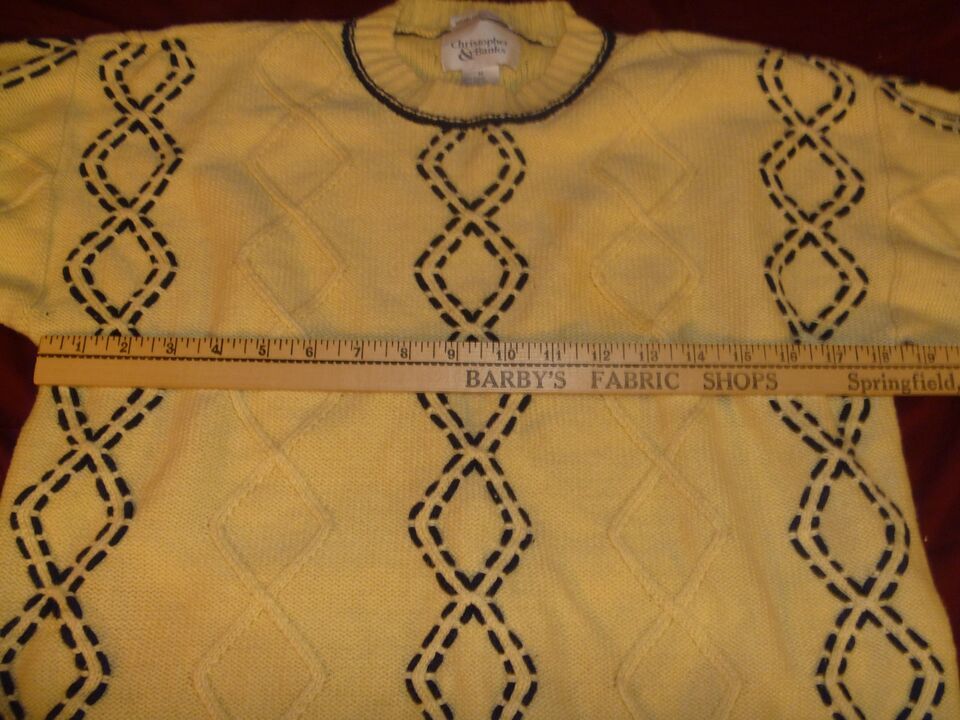 Christopher
& Banks
M
1 2 3 4 5 6 7 8 9 10 11 12 13 14 15 16 17 18 19
BARBY'S FABRIC SHOPS Springfield,